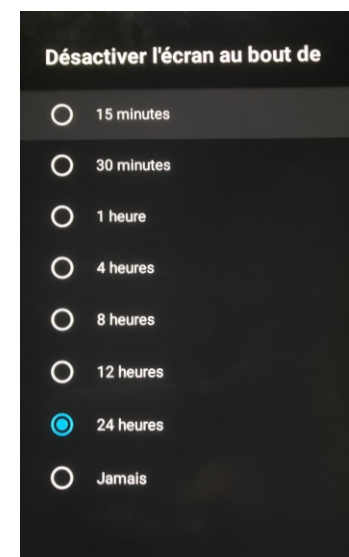 Désactiver l'écran au bout de
15 minutes
30 minutes
1 heure
4 heures
8 heures
12 heures
24 heures
Jamais